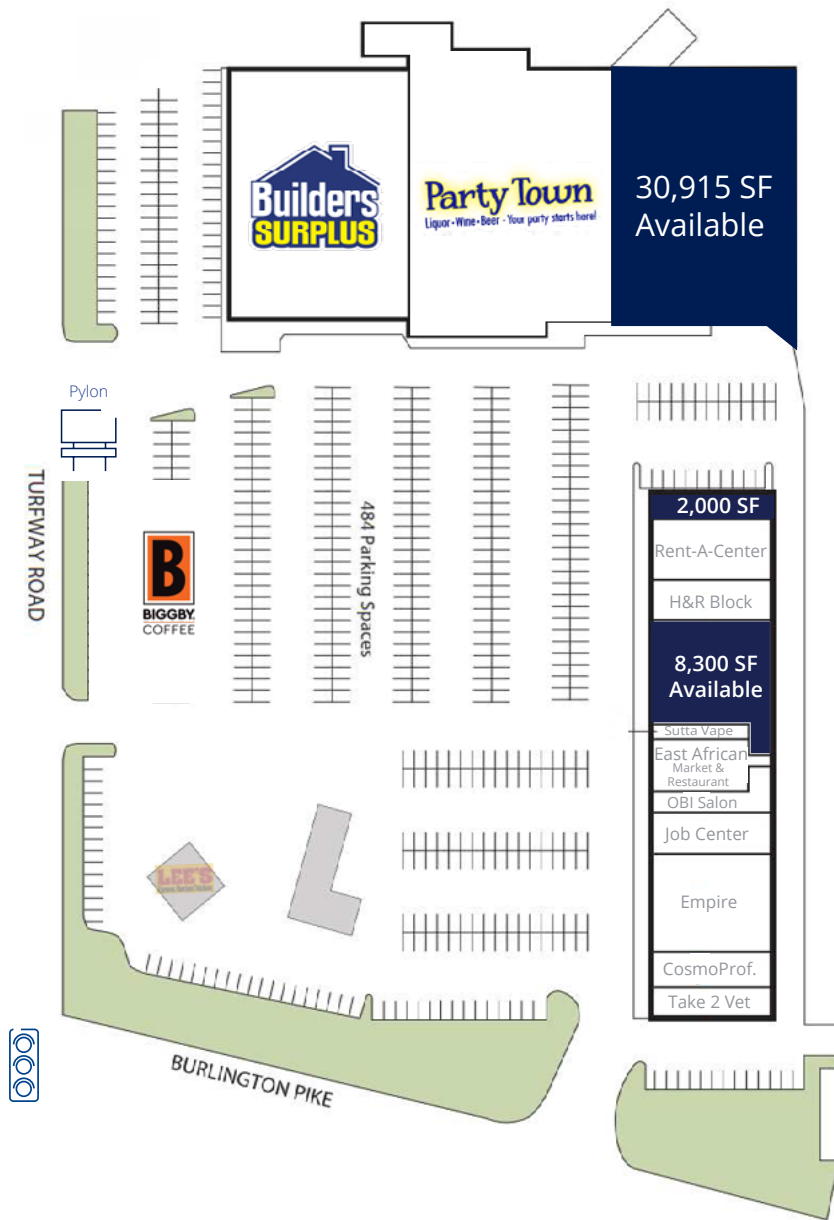 Builders
SURPLUS
Party Town
Liquor - Wine - Beer - Your party starts here!
30,915 SF
Available
Pylon
TURFWAY ROAD
B
BIGGBY
COFFEE
484 Parking Spaces
2,000 SF
Rent-A-Center
H&R Block
8,300 SF
Available
Sutta Vape
East African
Market &
Restaurant
OBI Salon
Job Center
Empire
CosmoProf.
Take 2 Vet
LEE'S
BURLINGTON PIKE